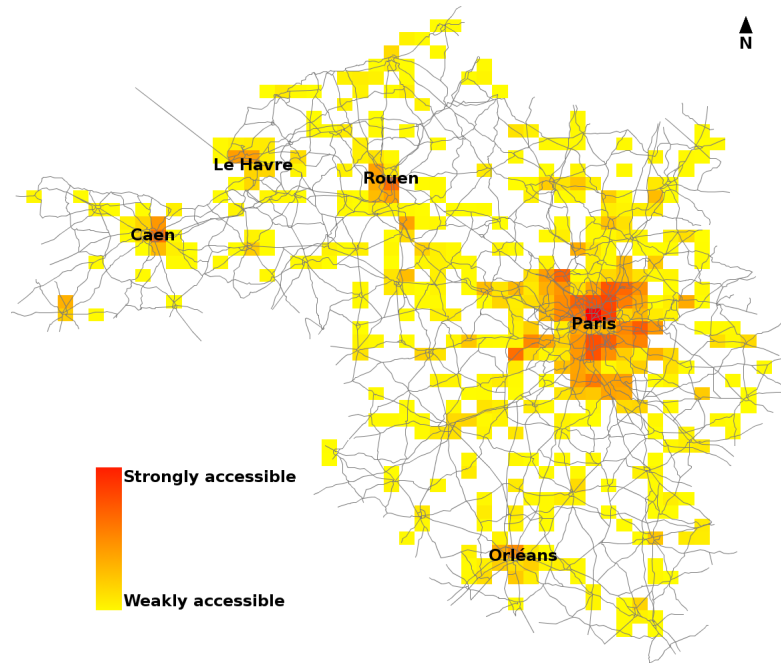 N
Le Havre
Rouen
Caen
Paris
Strongly accessible
Orléans
Weakly accessible